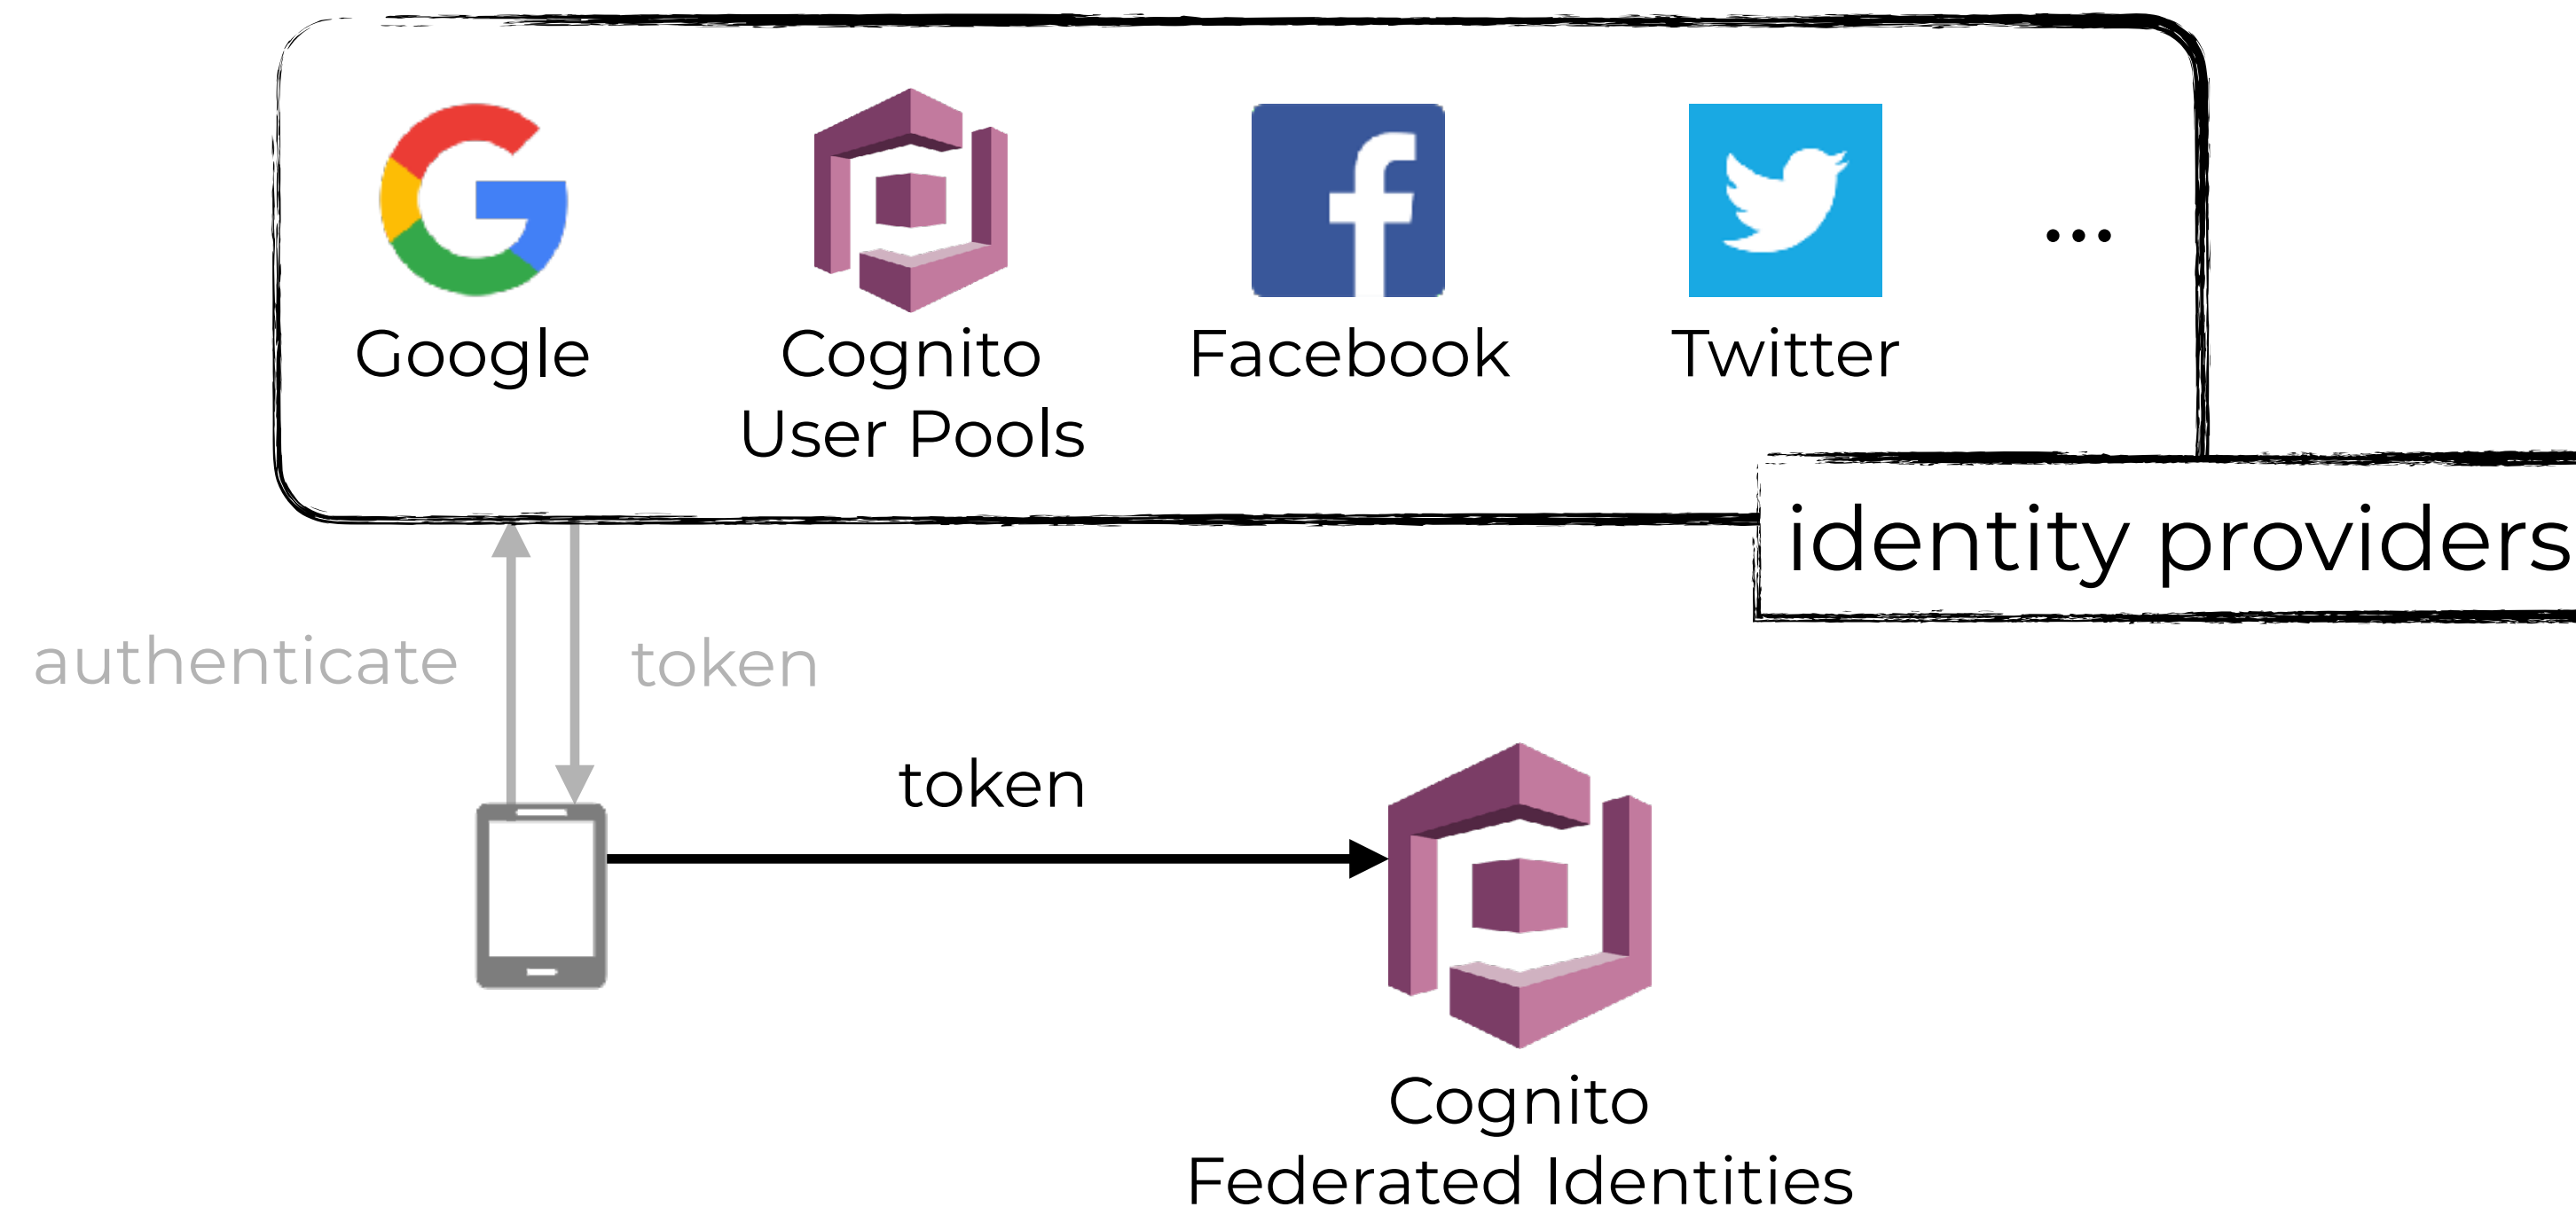 Google
Cognito
User Pools
Facebook
Twitter
...
identity providers
authenticate
token
token
Cognito
Federated Identities